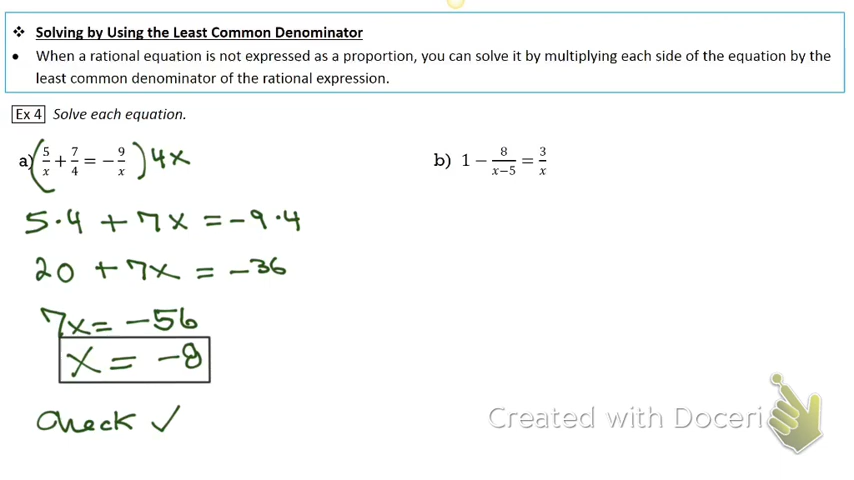 ❖ Solving by Using the Least Common Denominator
• When a rational equation is not expressed as a proportion, you can solve it by multiplying each side of the equation by the
least common denominator of the rational expression.
Ex 4 Solve each equation.
a) (5/x + 7/4 = −9/x) 4x
5·4 + 7x = −9·4
20 + 7x = −36
7x = −56
x = −8
Check ✓
b) 1 − 8/(x−5) = 3/x
Created with Doceri